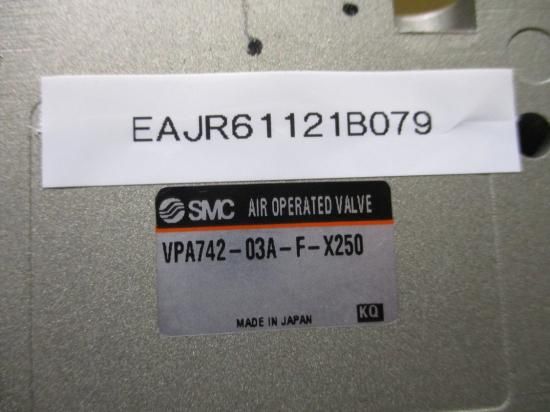 EAJR61121B079
SMC AIR OPERATED VALVE
VPA742-03A-F-X250
MADE IN JAPAN KQ